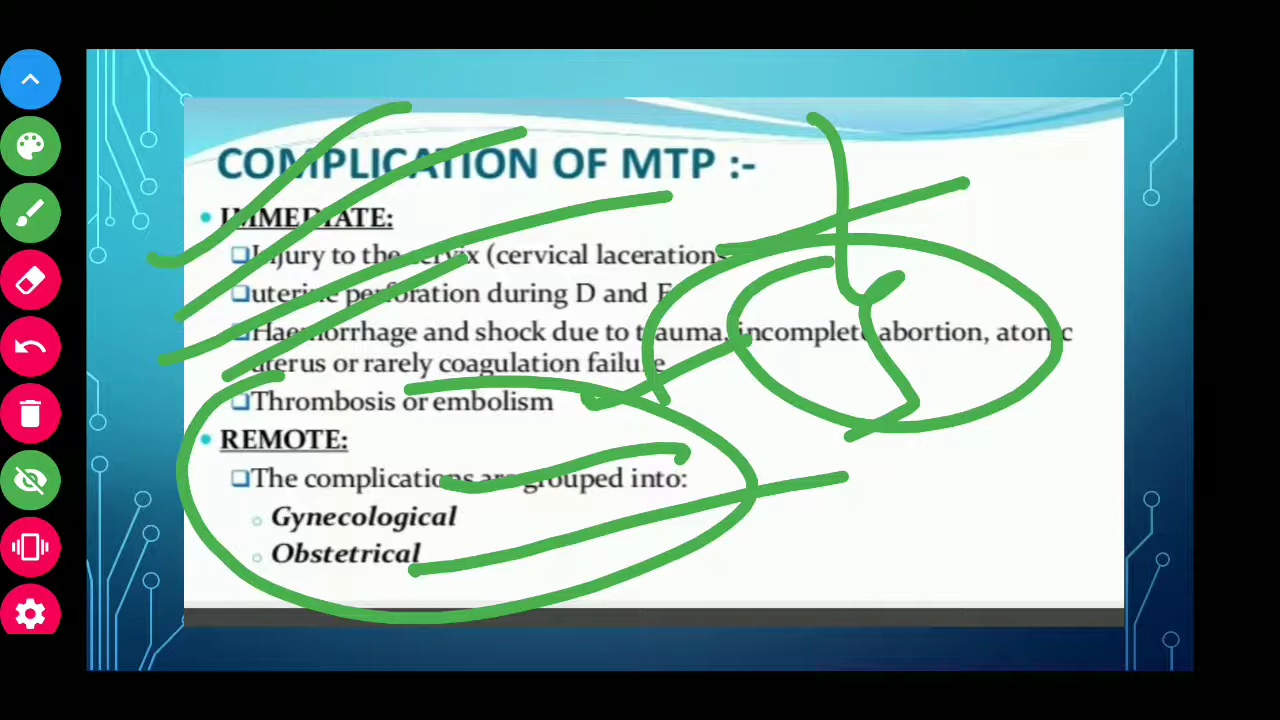 COMPLICATION OF MTP :-
IMMEDIATE:
Injury to the cervix (cervical lacerations
uterine perforation during D and E
Haemorrhage and shock due to trauma, incomplete abortion, atonic
uterus or rarely coagulation failure
Thrombosis or embolism
REMOTE:
The complications are grouped into:
Gynecological
Obstetrical